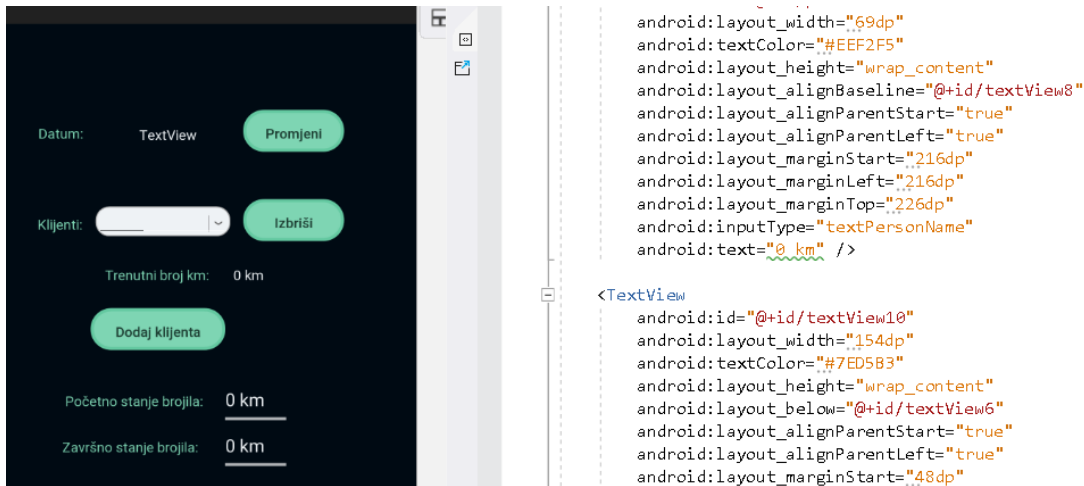 Datum:
TextView
Promjeni
Klijenti:
Izbriši
Trenutni broj km:
0 km
Dodaj klijenta
Početno stanje brojila:
0 km
Završno stanje brojila:
0 km
android:layout_width="69dp"
android:textColor="#EEF2F5"
android:layout_height="wrap_content"
android:layout_alignBaseline="@+id/textView8"
android:layout_alignParentStart="true"
android:layout_alignParentLeft="true"
android:layout_marginStart="216dp"
android:layout_marginLeft="216dp"
android:layout_marginTop="226dp"
android:inputType="textPersonName"
android:text="0 km" />
<TextView
android:id="@+id/textView10"
android:layout_width="154dp"
android:textColor="#7ED5B3"
android:layout_height="wrap_content"
android:layout_below="@+id/textView6"
android:layout_alignParentStart="true"
android:layout_alignParentLeft="true"
android:layout_marginStart="48dp"